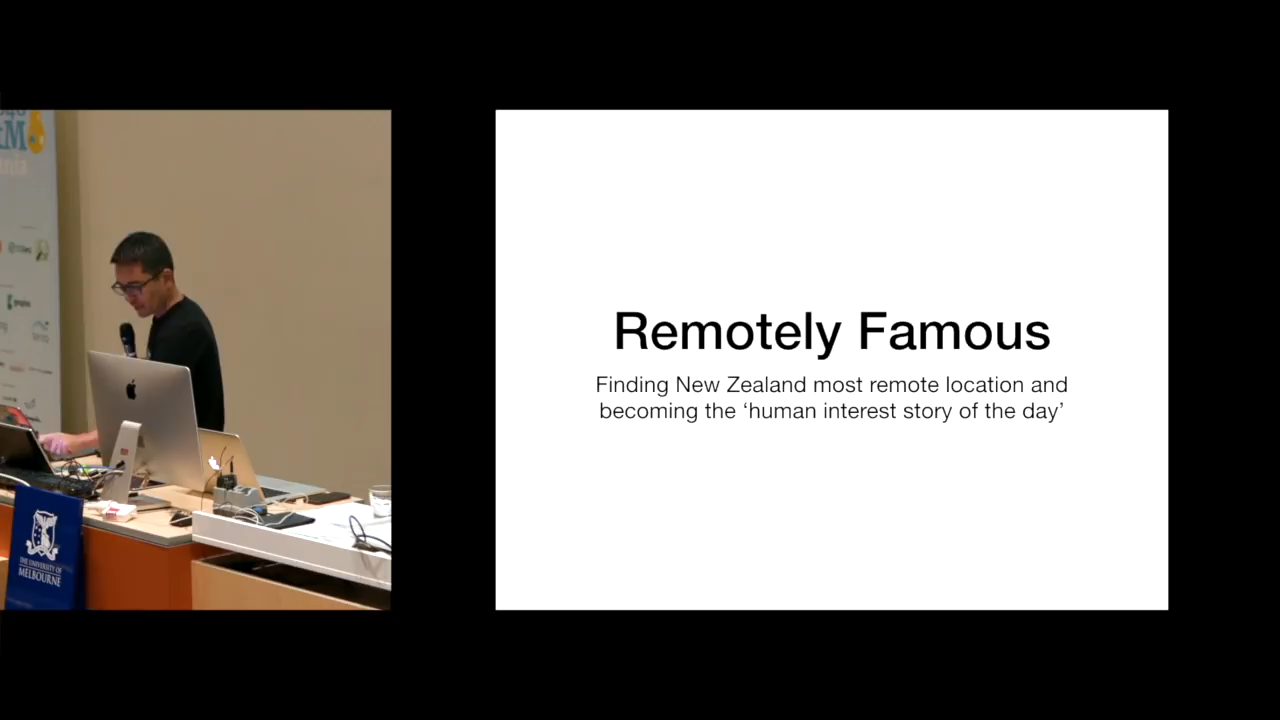 Remotely Famous
Finding New Zealand most remote location and
becoming the ‘human interest story of the day’
THE UNIVERSITY OF
MELBOURNE